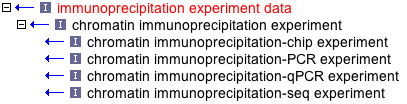 I immunoprecipitation experiment data
I chromatin immunoprecipitation experiment
I chromatin immunoprecipitation-chip experiment
I chromatin immunoprecipitation-PCR experiment
I chromatin immunoprecipitation-qPCR experiment
I chromatin immunoprecipitation-seq experiment